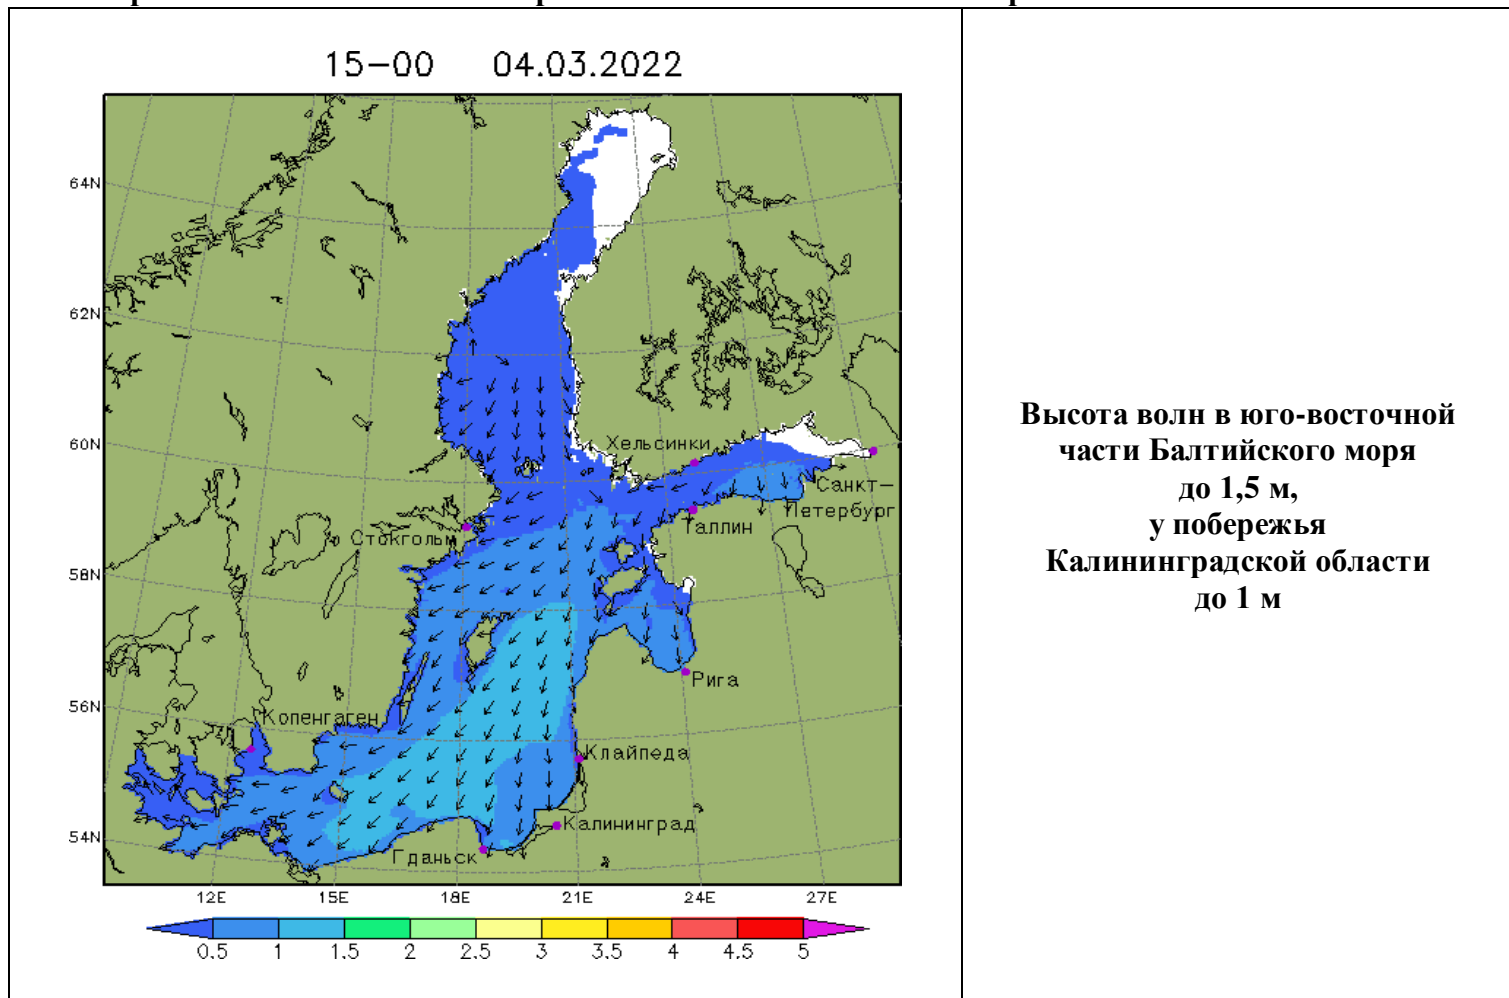 15-00 04.03.2022
64N
62N
60N
58N
56N
54N
Хельсинки
Санкт-
Петербург
Таллин
Стокгольм
Рига
Копенгаген
Клайпеда
Калининград
Гданьск
12E 15E 18E 21E 24E 27E
0.5 1 1.5 2 2.5 3 3.5 4 4.5 5
Высота волн в юго-восточной
части Балтийского моря
до 1,5 м,
у побережья
Калининградской области
до 1 м